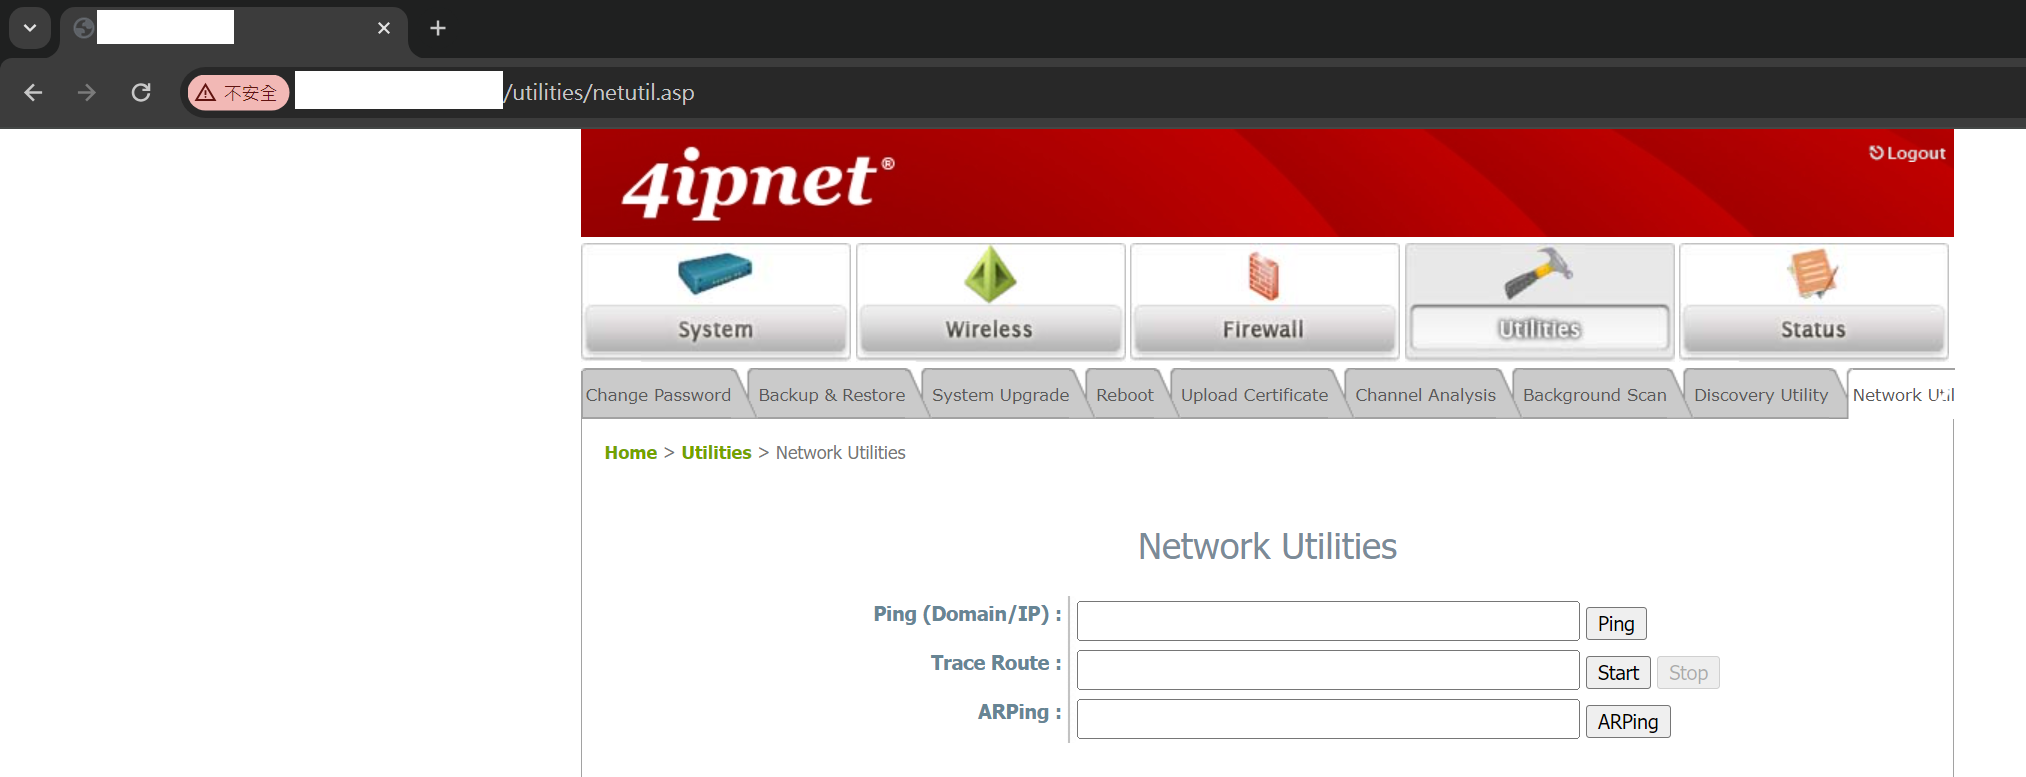 不安全 /utilities/netutil.asp
4ipnet®
Logout
System Wireless Firewall Utilities Status
Change Password Backup & Restore System Upgrade Reboot Upload Certificate Channel Analysis Background Scan Discovery Utility Network Util
Home > Utilities > Network Utilities
Network Utilities
Ping (Domain/IP) : Ping
Trace Route : Start Stop
ARPing : ARPing